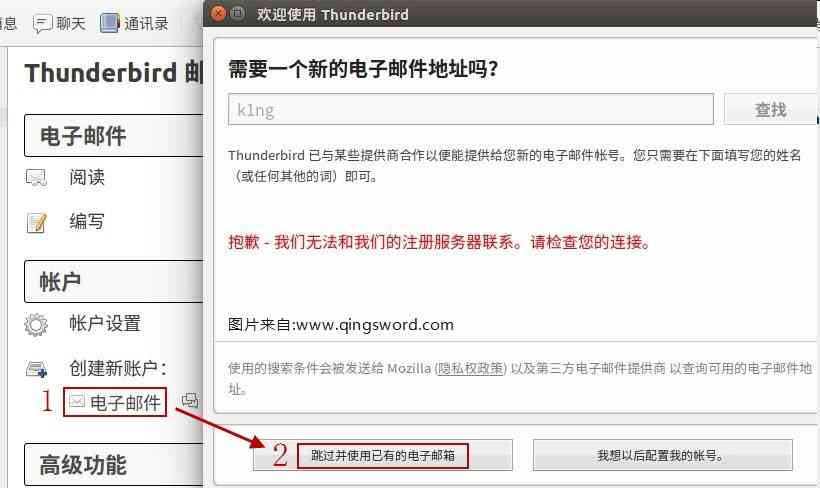 息 聊天 通讯录
欢迎使用 Thunderbird
Thunderbird 邮
需要一个新的电子邮件地址吗?
k1ng
查找
电子邮件
Thunderbird 已与某些提供商合作以便能提供给您新的电子邮件帐号。您只需要在下面填写您的姓名
（或任何其他的词）即可。
阅读
编写
抱歉 - 我们无法和我们的注册服务器联系。请检查您的连接。
帐户
帐户设置
图片来自:www.qingsword.com
创建新账户：
使用的搜索条件会被发送给 Mozilla (隐私权政策) 以及第三方电子邮件提供商 以查询可用的电子邮件地
址。
1 电子邮件
2 跳过并使用已有的电子邮箱
我想以后配置我的帐号。
高级功能